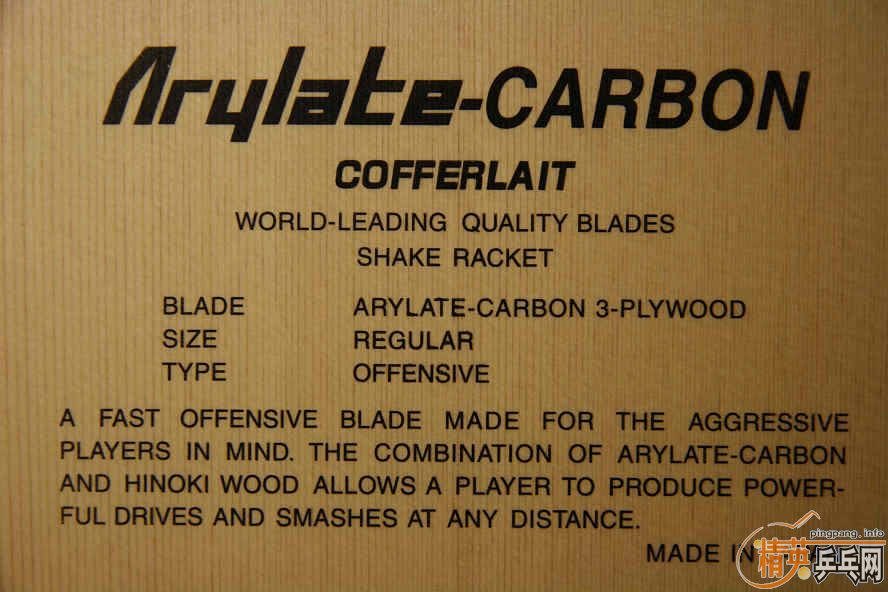 Arylate-CARBON
COFFERLAIT
WORLD-LEADING QUALITY BLADES
SHAKE RACKET
BLADE ARYLATE-CARBON 3-PLYWOOD
SIZE REGULAR
TYPE OFFENSIVE
A FAST OFFENSIVE BLADE MADE FOR THE AGGRESSIVE
PLAYERS IN MIND. THE COMBINATION OF ARYLATE-CARBON
AND HINOKI WOOD ALLOWS A PLAYER TO PRODUCE POWER-
FUL DRIVES AND SMASHES AT ANY DISTANCE.
MADE IN
pingpang.info
精英乒乓网